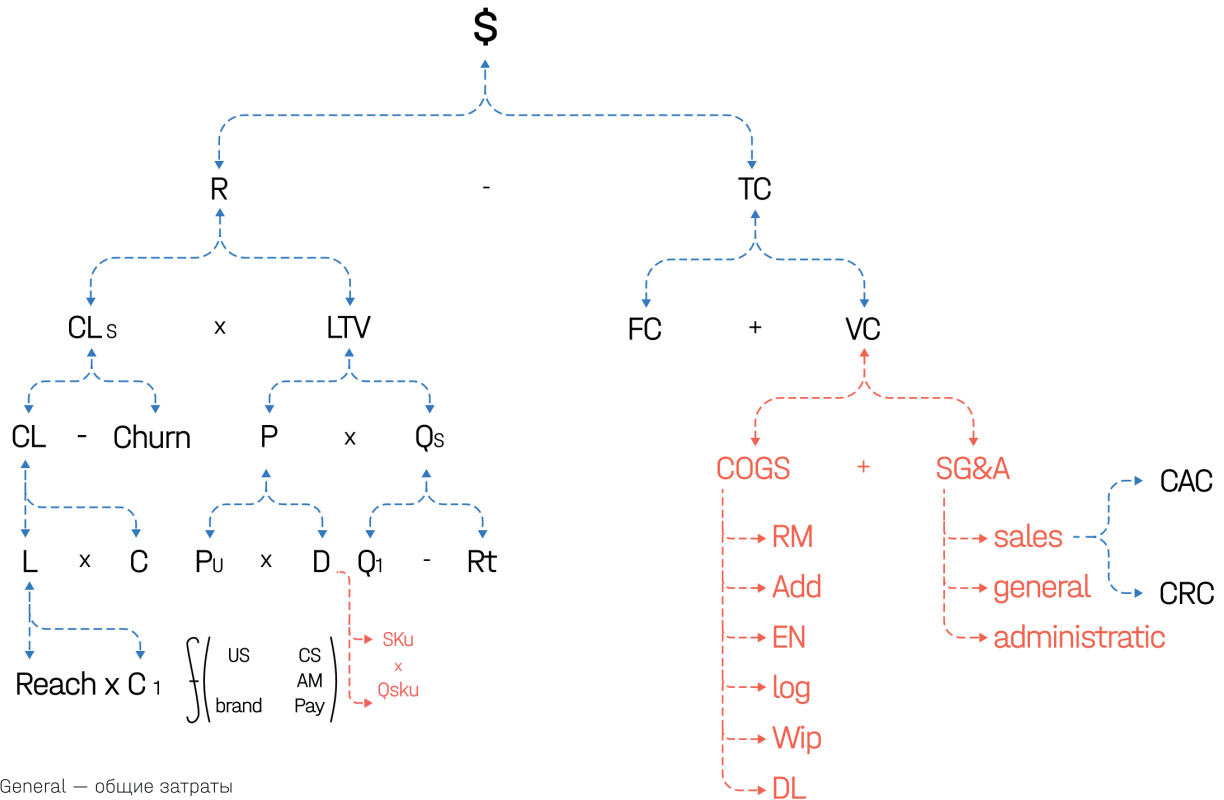 $
R - TC
CLS x LTV FC + VC
CL - Churn P x QS
COGS + SG&A
CAC
L x C PU x D Q1 - Rt
RM sales
Add general CRC
EN administratic
SKu
x
Qsku
US CS
AM
brand Pay
Reach x C1 ƒ( )
log
Wip
DL
General — общие затраты